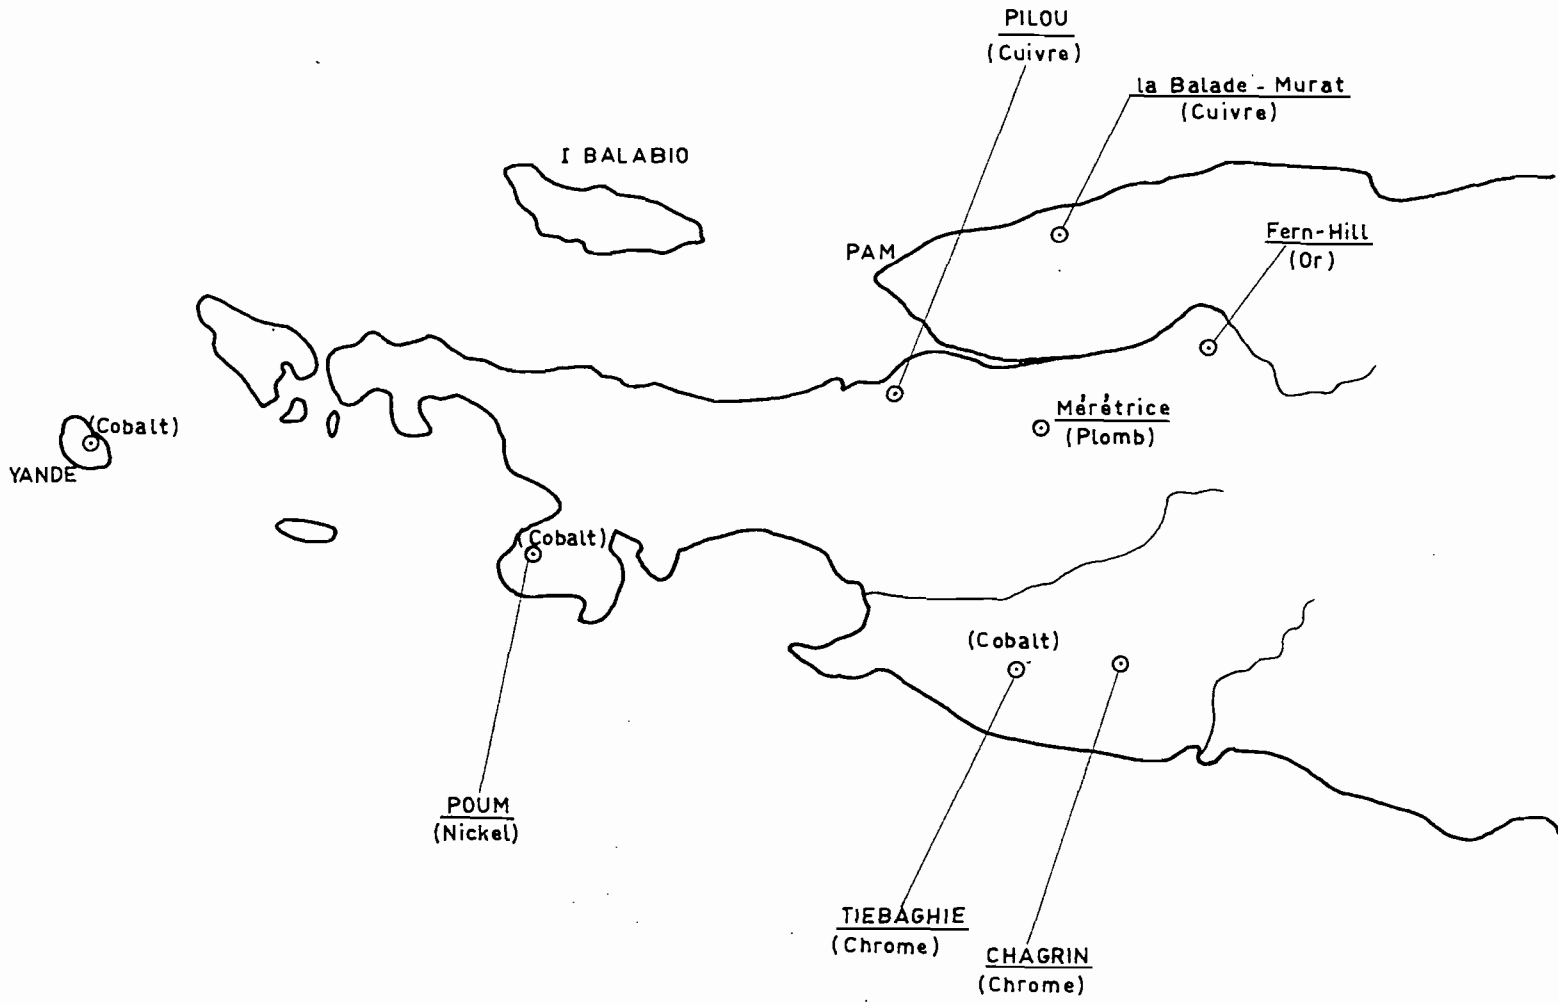 PILOU
(Cuivre)
la Balade - Murat
(Cuivre)
I BALABIO
PAM
Fern-Hill
(Or)
(Cobalt)
YANDE
Mérétrice
(Plomb)
(Cobalt)
(Cobalt)
POUM
(Nickel)
TIEBAGHIE
(Chrome)
CHAGRIN
(Chrome)